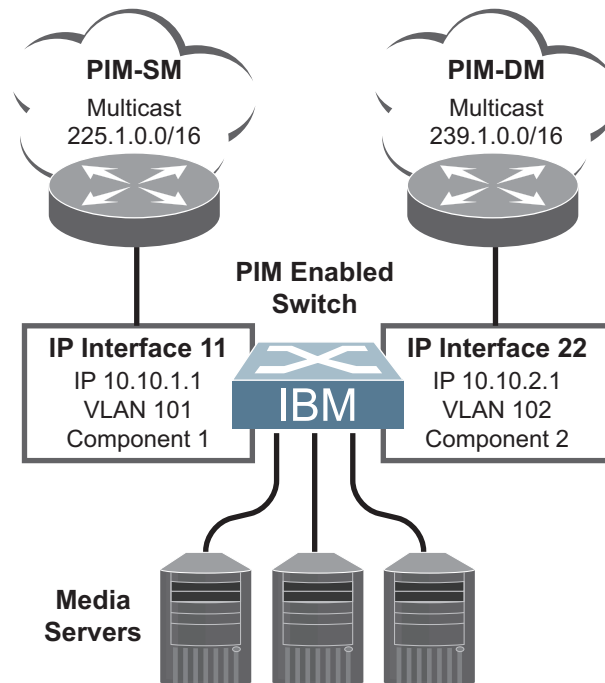 PIM-SM
Multicast
225.1.0.0/16
PIM-DM
Multicast
239.1.0.0/16
PIM Enabled
Switch
IP Interface 11
IP 10.10.1.1
VLAN 101
Component 1
IBM
IP Interface 22
IP 10.10.2.1
VLAN 102
Component 2
Media
Servers